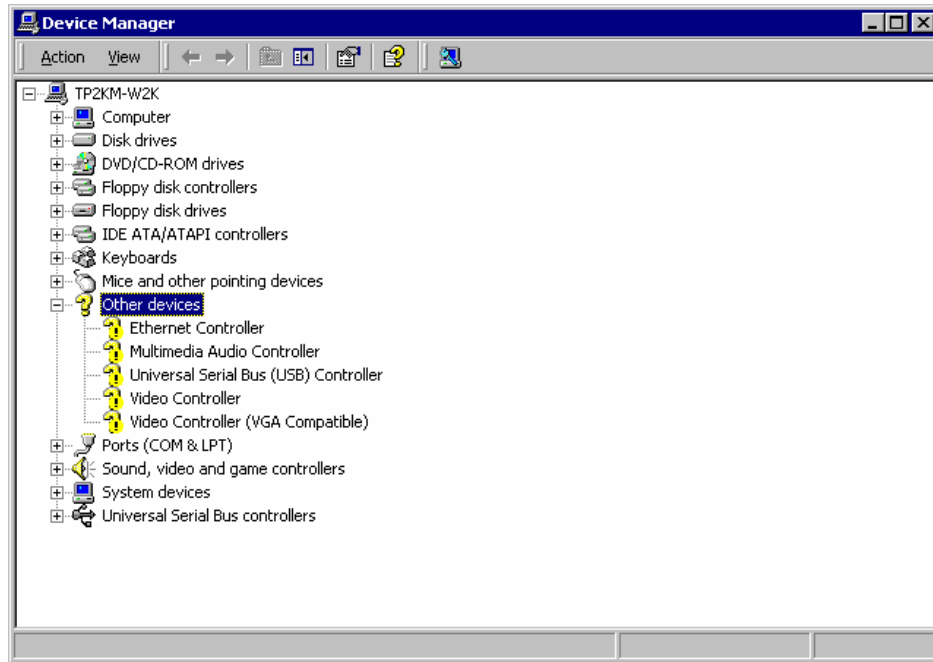 Device Manager
Action View
TP2KM-W2K
Computer
Disk drives
DVD/CD-ROM drives
Floppy disk controllers
Floppy disk drives
IDE ATA/ATAPI controllers
Keyboards
Mice and other pointing devices
Other devices
Ethernet Controller
Multimedia Audio Controller
Universal Serial Bus (USB) Controller
Video Controller
Video Controller (VGA Compatible)
Ports (COM & LPT)
Sound, video and game controllers
System devices
Universal Serial Bus controllers